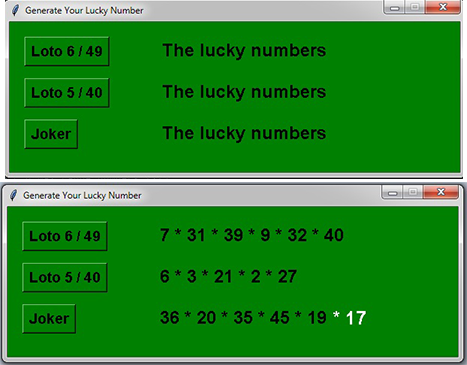 Generate Your Lucky Number
Loto 6 / 49 The lucky numbers
Loto 5 / 40 The lucky numbers
Joker The lucky numbers
Generate Your Lucky Number
Loto 6 / 49 7 * 31 * 39 * 9 * 32 * 40
Loto 5 / 40 6 * 3 * 21 * 2 * 27
Joker 36 * 20 * 35 * 45 * 19 * 17